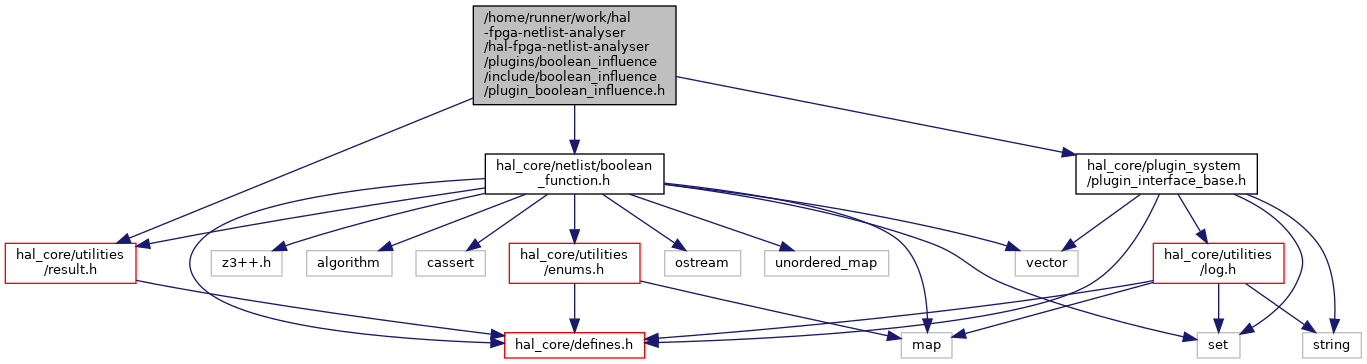 /home/runner/work/hal
-fpga-netlist-analyser
/hal-fpga-netlist-analyser
/plugins/boolean_influence
/include/boolean_influence
/plugin_boolean_influence.h
hal_core/netlist/boolean
_function.h
hal_core/plugin_system
/plugin_interface_base.h
hal_core/utilities
/result.h
z3++.h
algorithm
cassert
hal_core/utilities
/enums.h
ostream
unordered_map
vector
hal_core/utilities
/log.h
hal_core/defines.h
map
set
string